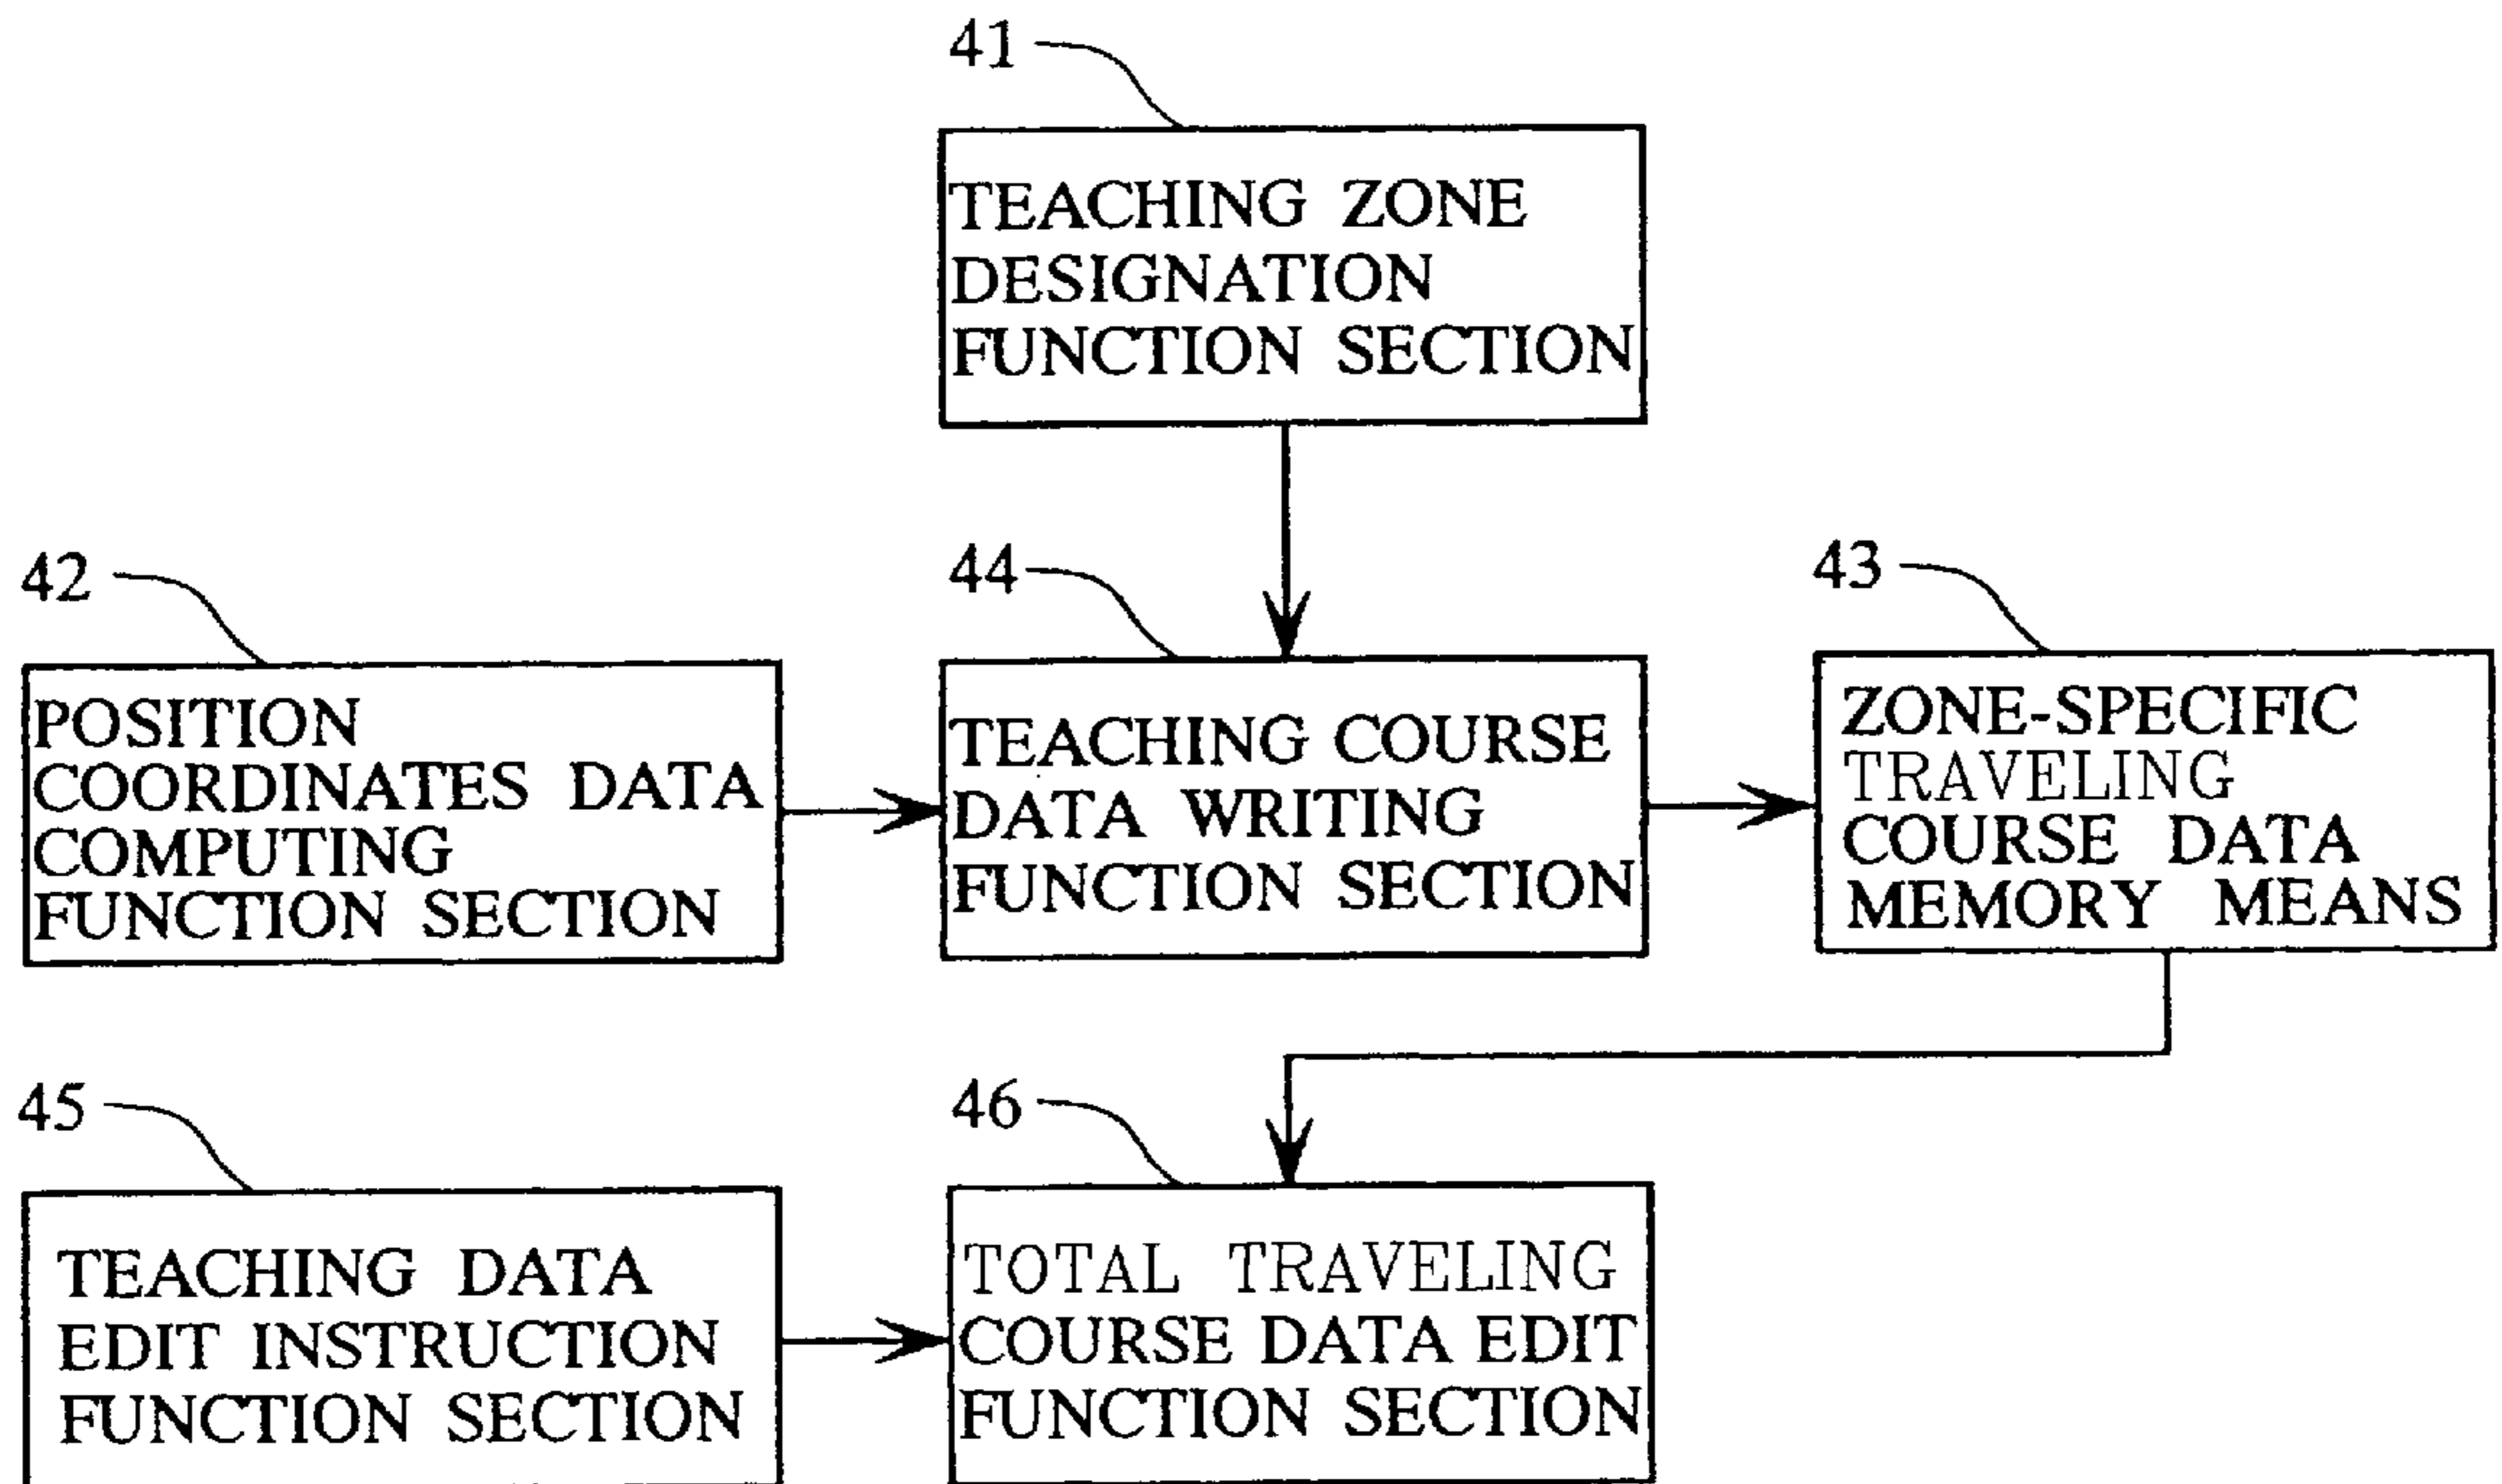 41
TEACHING ZONE
DESIGNATION
FUNCTION SECTION
42
POSITION
COORDINATES DATA
COMPUTING
FUNCTION SECTION
44
TEACHING COURSE
DATA WRITING
FUNCTION SECTION
43
ZONE-SPECIFIC
TRAVELING
COURSE DATA
MEMORY MEANS
45
TEACHING DATA
EDIT INSTRUCTION
FUNCTION SECTION
46
TOTAL TRAVELING
COURSE DATA EDIT
FUNCTION SECTION